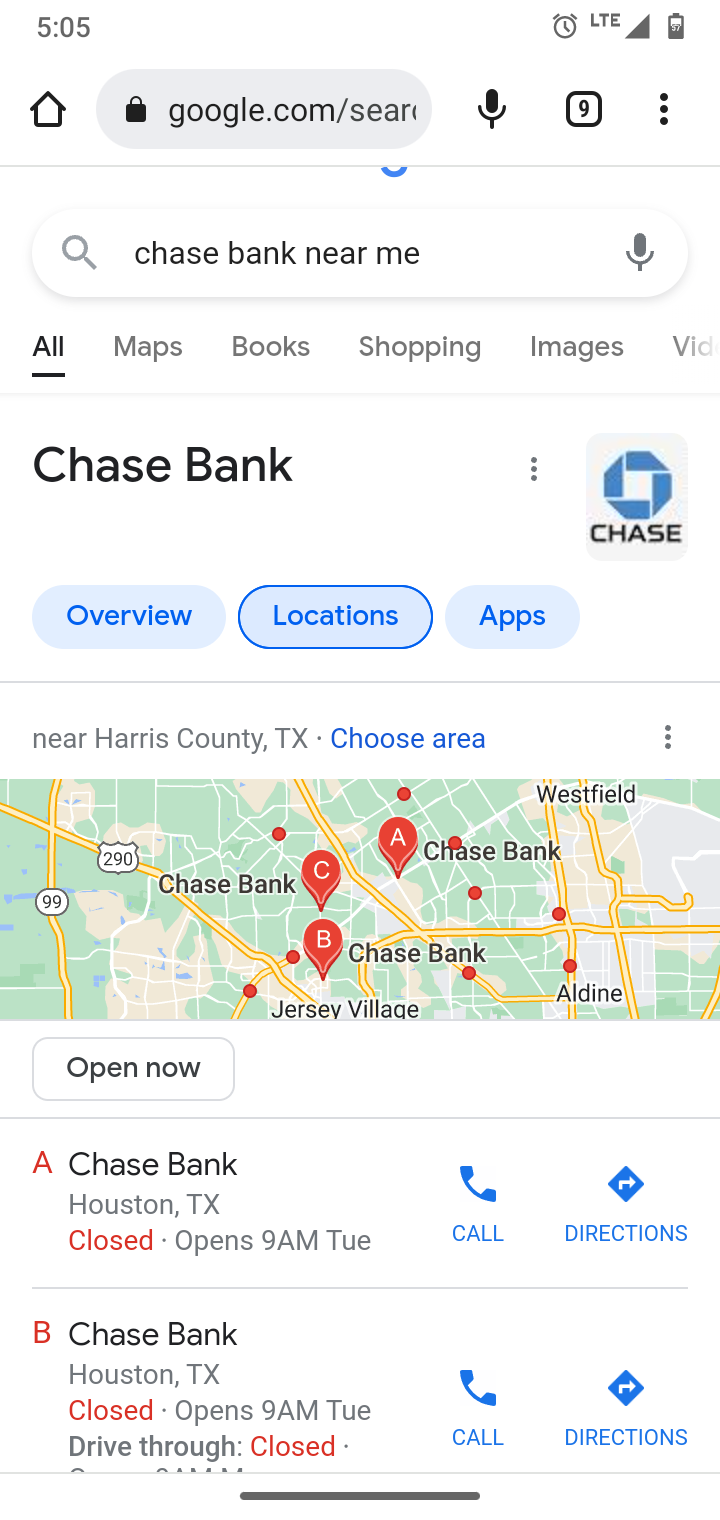 5:05
LTE
57
google.com/sear
9
chase bank near me
All Maps Books Shopping Images Vid
Chase Bank
CHASE
Overview Locations Apps
near Harris County, TX · Choose area
Westfield
A
Chase Bank
290
C
Chase Bank
99
B
Chase Bank
Aldine
Jersey Village
Open now
A Chase Bank
Houston, TX
Closed · Opens 9AM Tue
CALL DIRECTIONS
B Chase Bank
Houston, TX
Closed · Opens 9AM Tue
Drive through: Closed ·
CALL DIRECTIONS